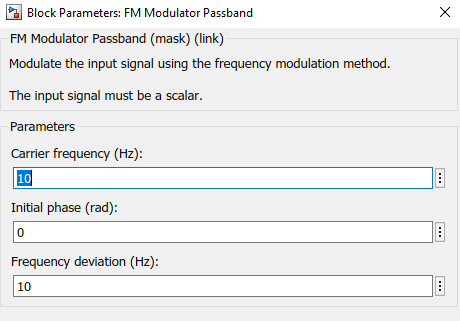 Block Parameters: FM Modulator Passband
FM Modulator Passband (mask) (link)
Modulate the input signal using the frequency modulation method.
The input signal must be a scalar.
Parameters
Carrier frequency (Hz):
10
Initial phase (rad):
0
Frequency deviation (Hz):
10